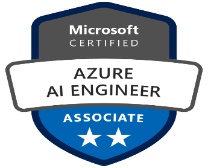 Microsoft
CERTIFIED
AZURE
AI ENGINEER
ASSOCIATE